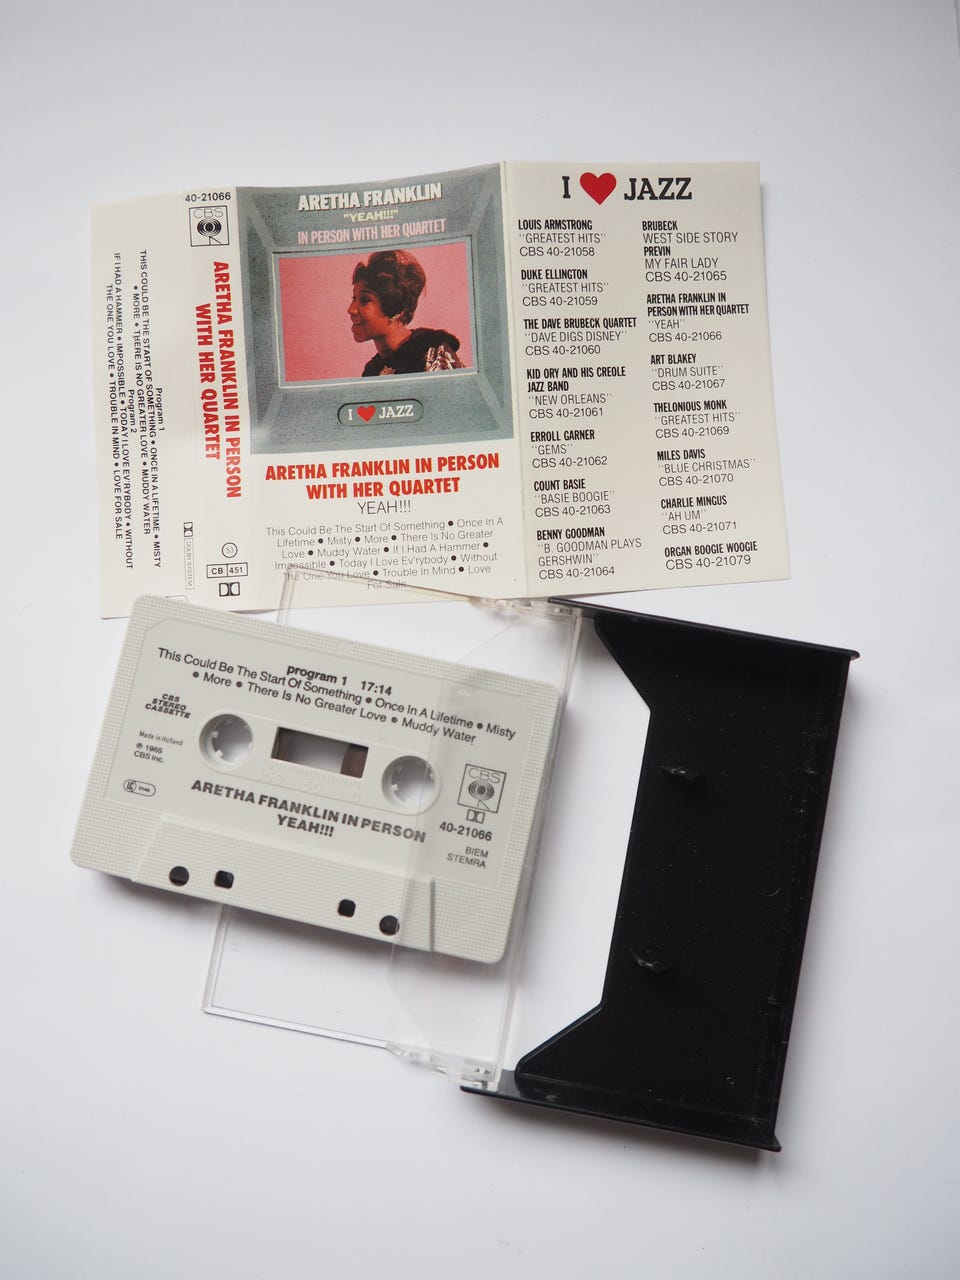 Program 1
THIS COULD BE THE START OF SOMETHING ● ONCE IN A LIFETIME ● MISTY
● MORE ● THERE IS NO GREATER LOVE ● MUDDY WATER
Program 2
IF I HAD A HAMMER ● IMPOSSIBLE ● TODAY I LOVE EV'RYBODY ● WITHOUT
THE ONE YOU LOVE ● TROUBLE IN MIND ● LOVE FOR SALE
DOLBY SYSTEM
40-21066
CBS
ARETHA FRANKLIN IN PERSON
WITH HER QUARTET
53
CB 451
ARETHA FRANKLIN
"YEAH!!!"
IN PERSON WITH HER QUARTET
I ♥ JAZZ
ARETHA FRANKLIN IN PERSON
WITH HER QUARTET
YEAH!!!
This Could Be The Start Of Something ● Once In A
Lifetime ● Misty ● More ● There Is No Greater
Love ● Muddy Water ● If I Had A Hammer ●
Impossible ● Today I Love Ev'rybody ● Without
The One You Love ● Trouble In Mind ● Love
For Sale
I ♥ JAZZ
LOUIS ARMSTRONG
"GREATEST HITS"
CBS 40-21058
DUKE ELLINGTON
"GREATEST HITS"
CBS 40-21059
THE DAVE BRUBECK QUARTET
"DAVE DIGS DISNEY"
CBS 40-21060
KID ORY AND HIS CREOLE
JAZZ BAND
"NEW ORLEANS"
CBS 40-21061
ERROLL GARNER
"GEMS"
CBS 40-21062
COUNT BASIE
"BASIE BOOGIE"
CBS 40-21063
BENNY GOODMAN
"B. GOODMAN PLAYS
GERSHWIN"
CBS 40-21064
BRUBECK
WEST SIDE STORY
PREVIN
MY FAIR LADY
CBS 40-21065
ARETHA FRANKLIN IN
PERSON WITH HER QUARTET
"YEAH"
CBS 40-21066
ART BLAKEY
"DRUM SUITE"
CBS 40-21067
THELONIOUS MONK
"GREATEST HITS"
CBS 40-21069
MILES DAVIS
"BLUE CHRISTMAS"
CBS 40-21070
CHARLIE MINGUS
"AH UM"
CBS 40-21071
ORGAN BOOGIE WOOGIE
CBS 40-21079
program 1 17:14
This Could Be The Start Of Something ● Once In A Lifetime ● Misty
● More ● There Is No Greater Love ● Muddy Water
CBS
STEREO
CASSETTE
Made in Holland
℗ 1965
CBS Inc.
100 50 0
ARETHA FRANKLIN IN PERSON
YEAH!!!
CBS
40-21066
BIEM
STEMRA